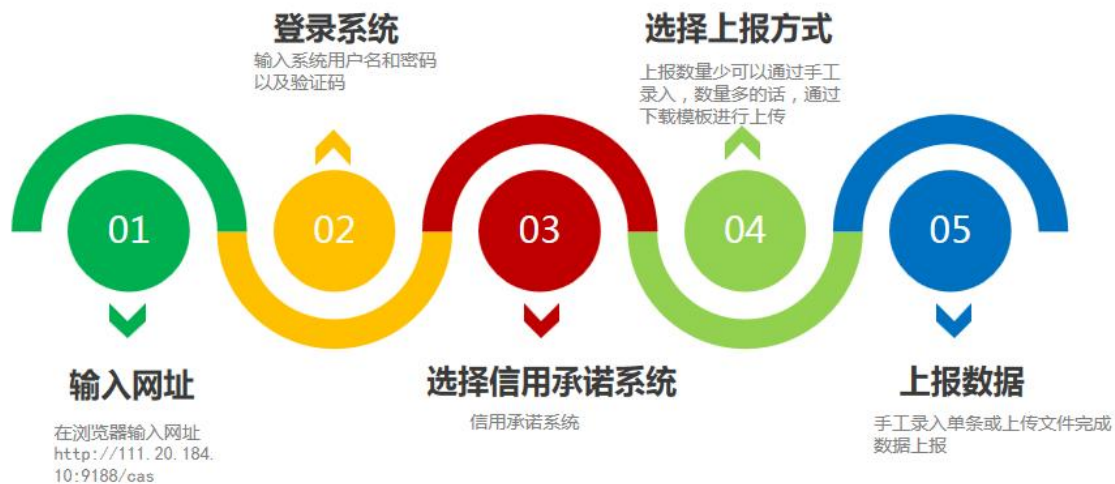 登录系统
输入系统用户名和密码
以及验证码
选择上报方式
上报数量少可以通过手工
录入，数量多的话，通过
下载模板进行上传
01
02
03
04
05
输入网址
在浏览器输入网址
http://111.20.184.
10:9188/cas
选择信用承诺系统
信用承诺系统
上报数据
手工录入单条或上传文件完成
数据上报